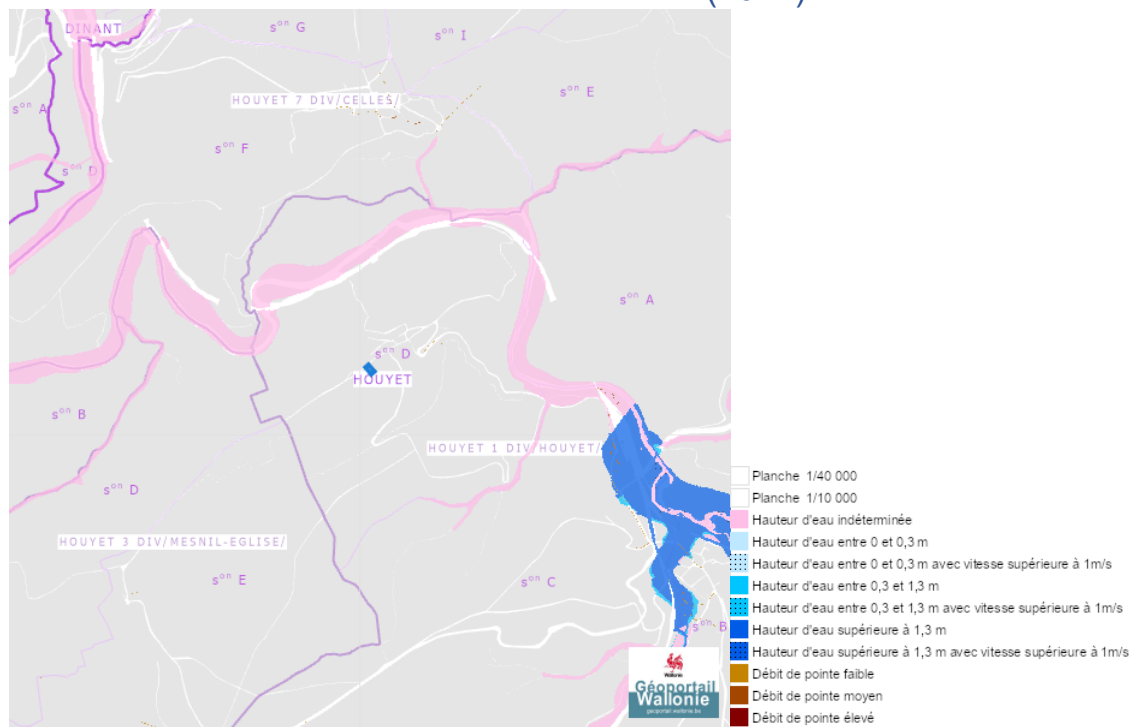 DINANT
sᵒⁿ G
sᵒⁿ I
sᵒⁿ A
HOUYET 7 DIV/CELLES/
sᵒⁿ E
sᵒⁿ F
sᵒⁿ D
sᵒⁿ A
sᵒⁿ D
HOUYET
sᵒⁿ B
HOUYET 1 DIV/HOUYET/
sᵒⁿ D
HOUYET 3 DIV/MESNIL-EGLISE/
sᵒⁿ E
sᵒⁿ C
sᵒⁿ B
Wallonie
Géoportail
Wallonie
geoportail.wallonie.be
Planche 1/40 000
Planche 1/10 000
Hauteur d'eau indéterminée
Hauteur d'eau entre 0 et 0,3 m
Hauteur d'eau entre 0 et 0,3 m avec vitesse supérieure à 1m/s
Hauteur d'eau entre 0,3 et 1,3 m
Hauteur d'eau entre 0,3 et 1,3 m avec vitesse supérieure à 1m/s
Hauteur d'eau supérieure à 1,3 m
Hauteur d'eau supérieure à 1,3 m avec vitesse supérieure à 1m/s
Débit de pointe faible
Débit de pointe moyen
Débit de pointe élevé